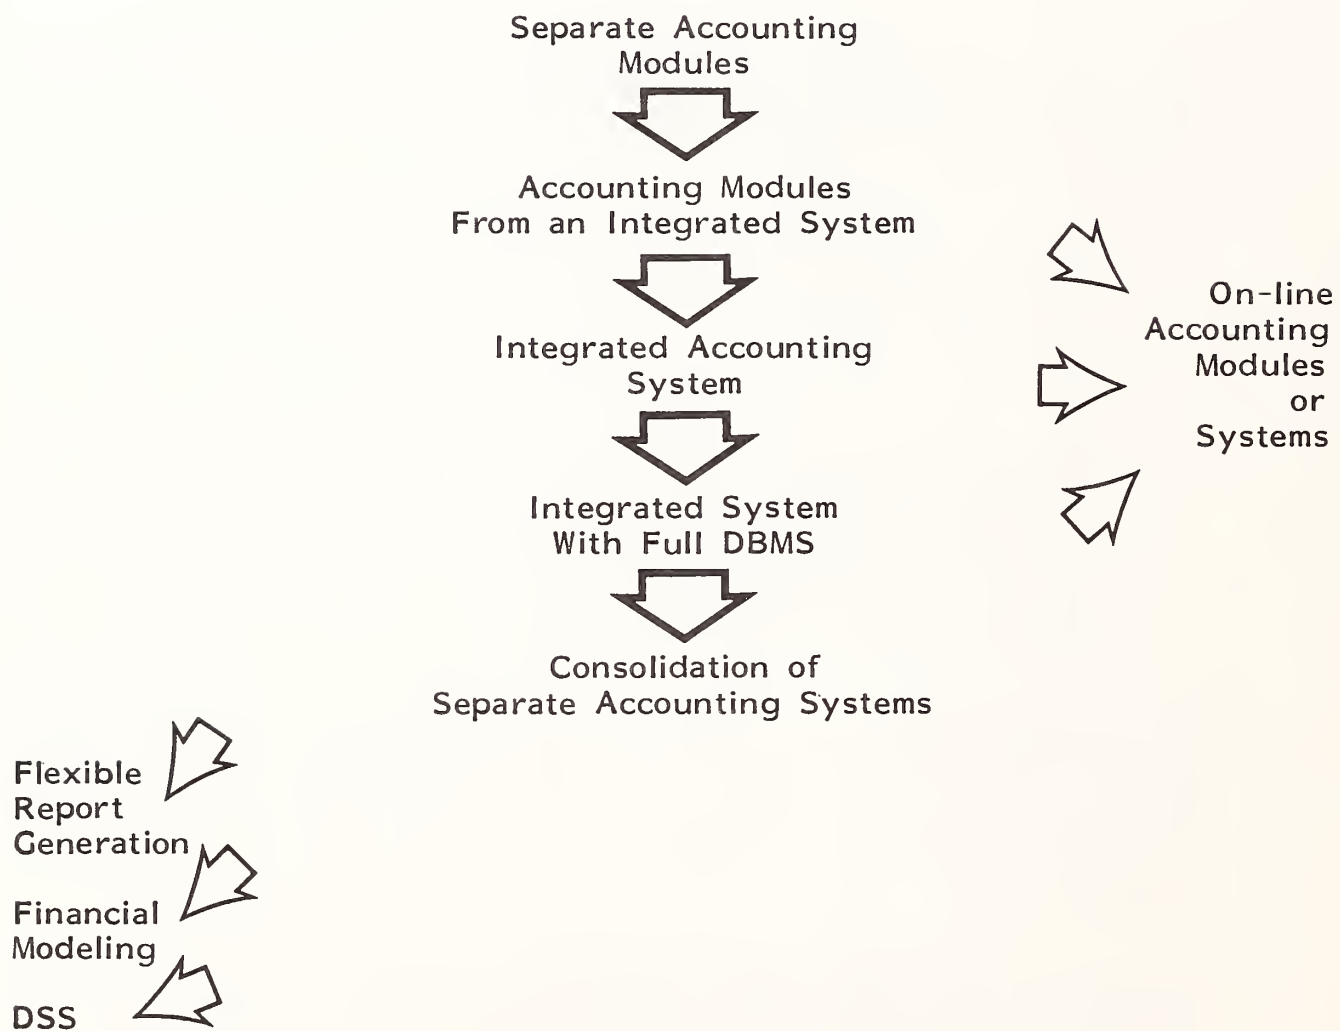 Separate Accounting
Modules
Accounting Modules
From an Integrated System
Integrated Accounting
System
Integrated System
With Full DBMS
Consolidation of
Separate Accounting Systems
On-line
Accounting
Modules
or
Systems
Flexible
Report
Generation
Financial
Modeling
DSS